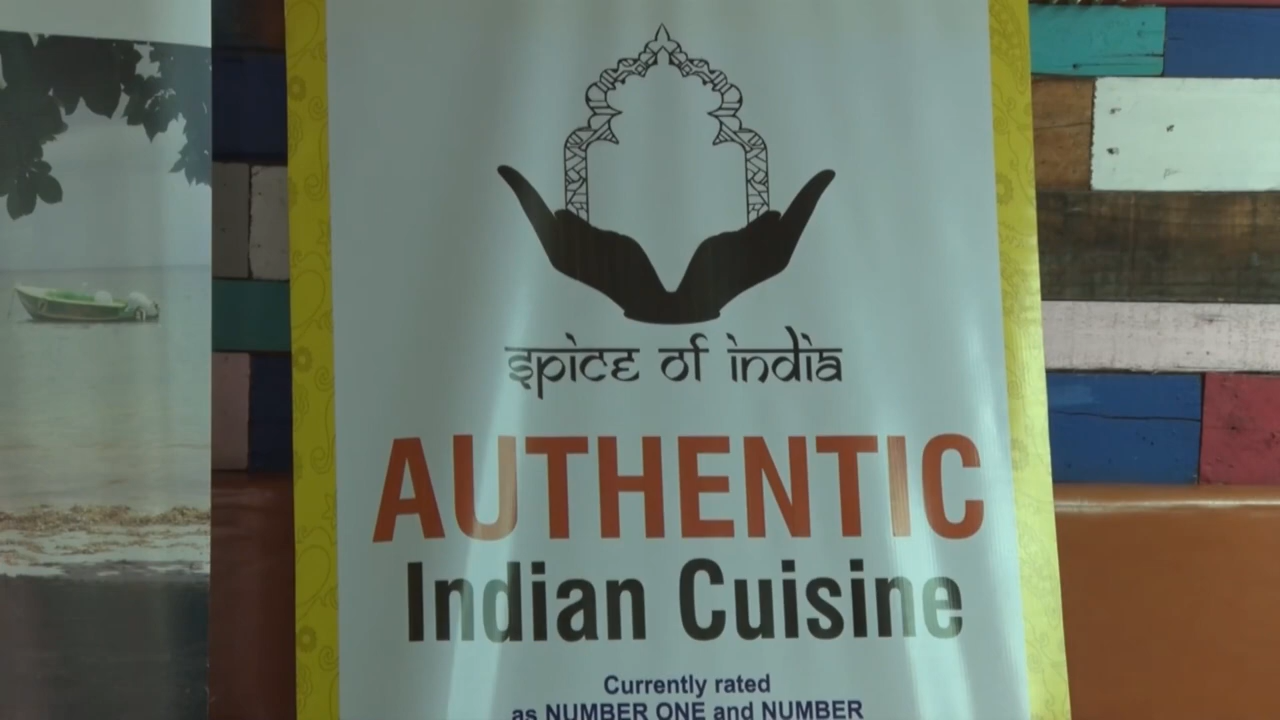 spice of india
AUTHENTIC
Indian Cuisine
Currently rated
as NUMBER ONE and NUMBER